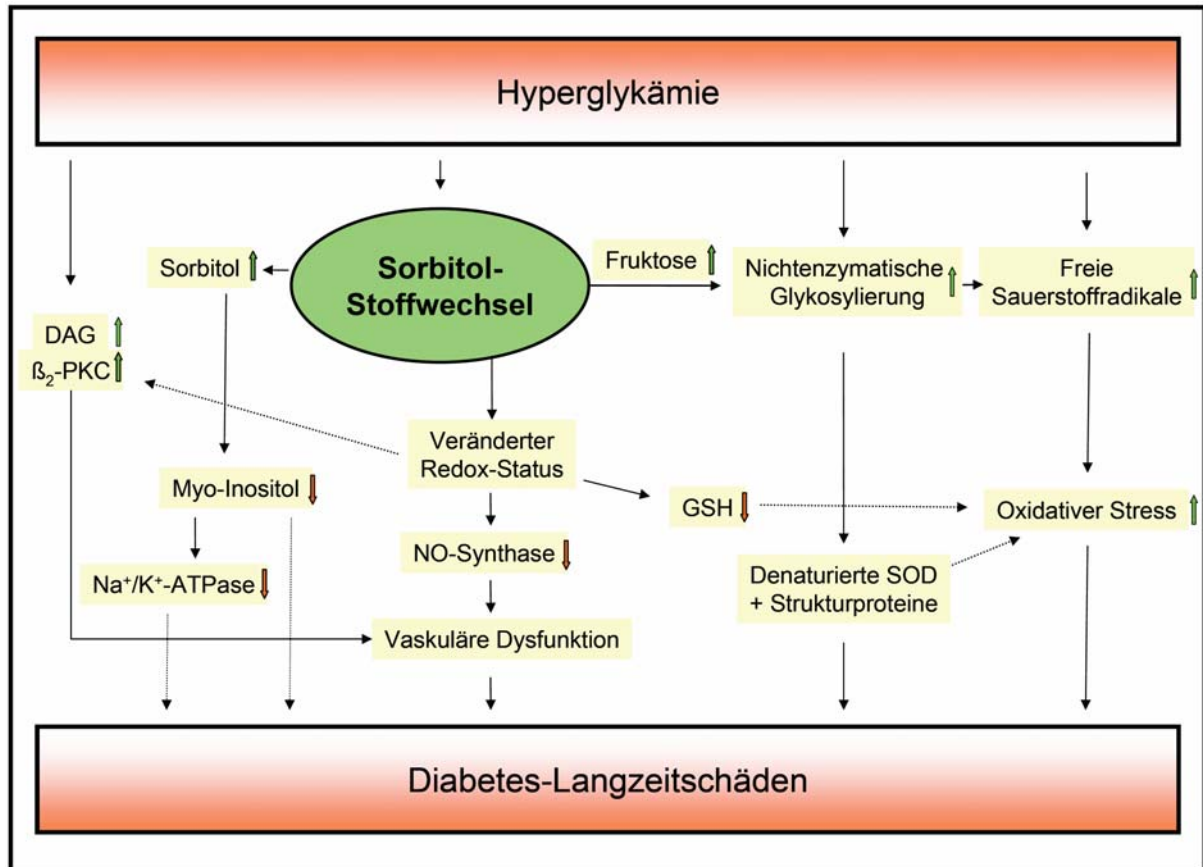 Hyperglykämie
Sorbitol
Sorbitol-
Stoffwechsel
Fruktose
Nichtenzymatische
Glykosylierung
Freie
Sauerstoffradikale
DAG
ß₂-PKC
Veränderter
Redox-Status
Myo-Inositol
GSH
Oxidativer Stress
NO-Synthase
Na⁺/K⁺-ATPase
Denaturierte SOD
+ Strukturproteine
Vaskuläre Dysfunktion
Diabetes-Langzeitschäden